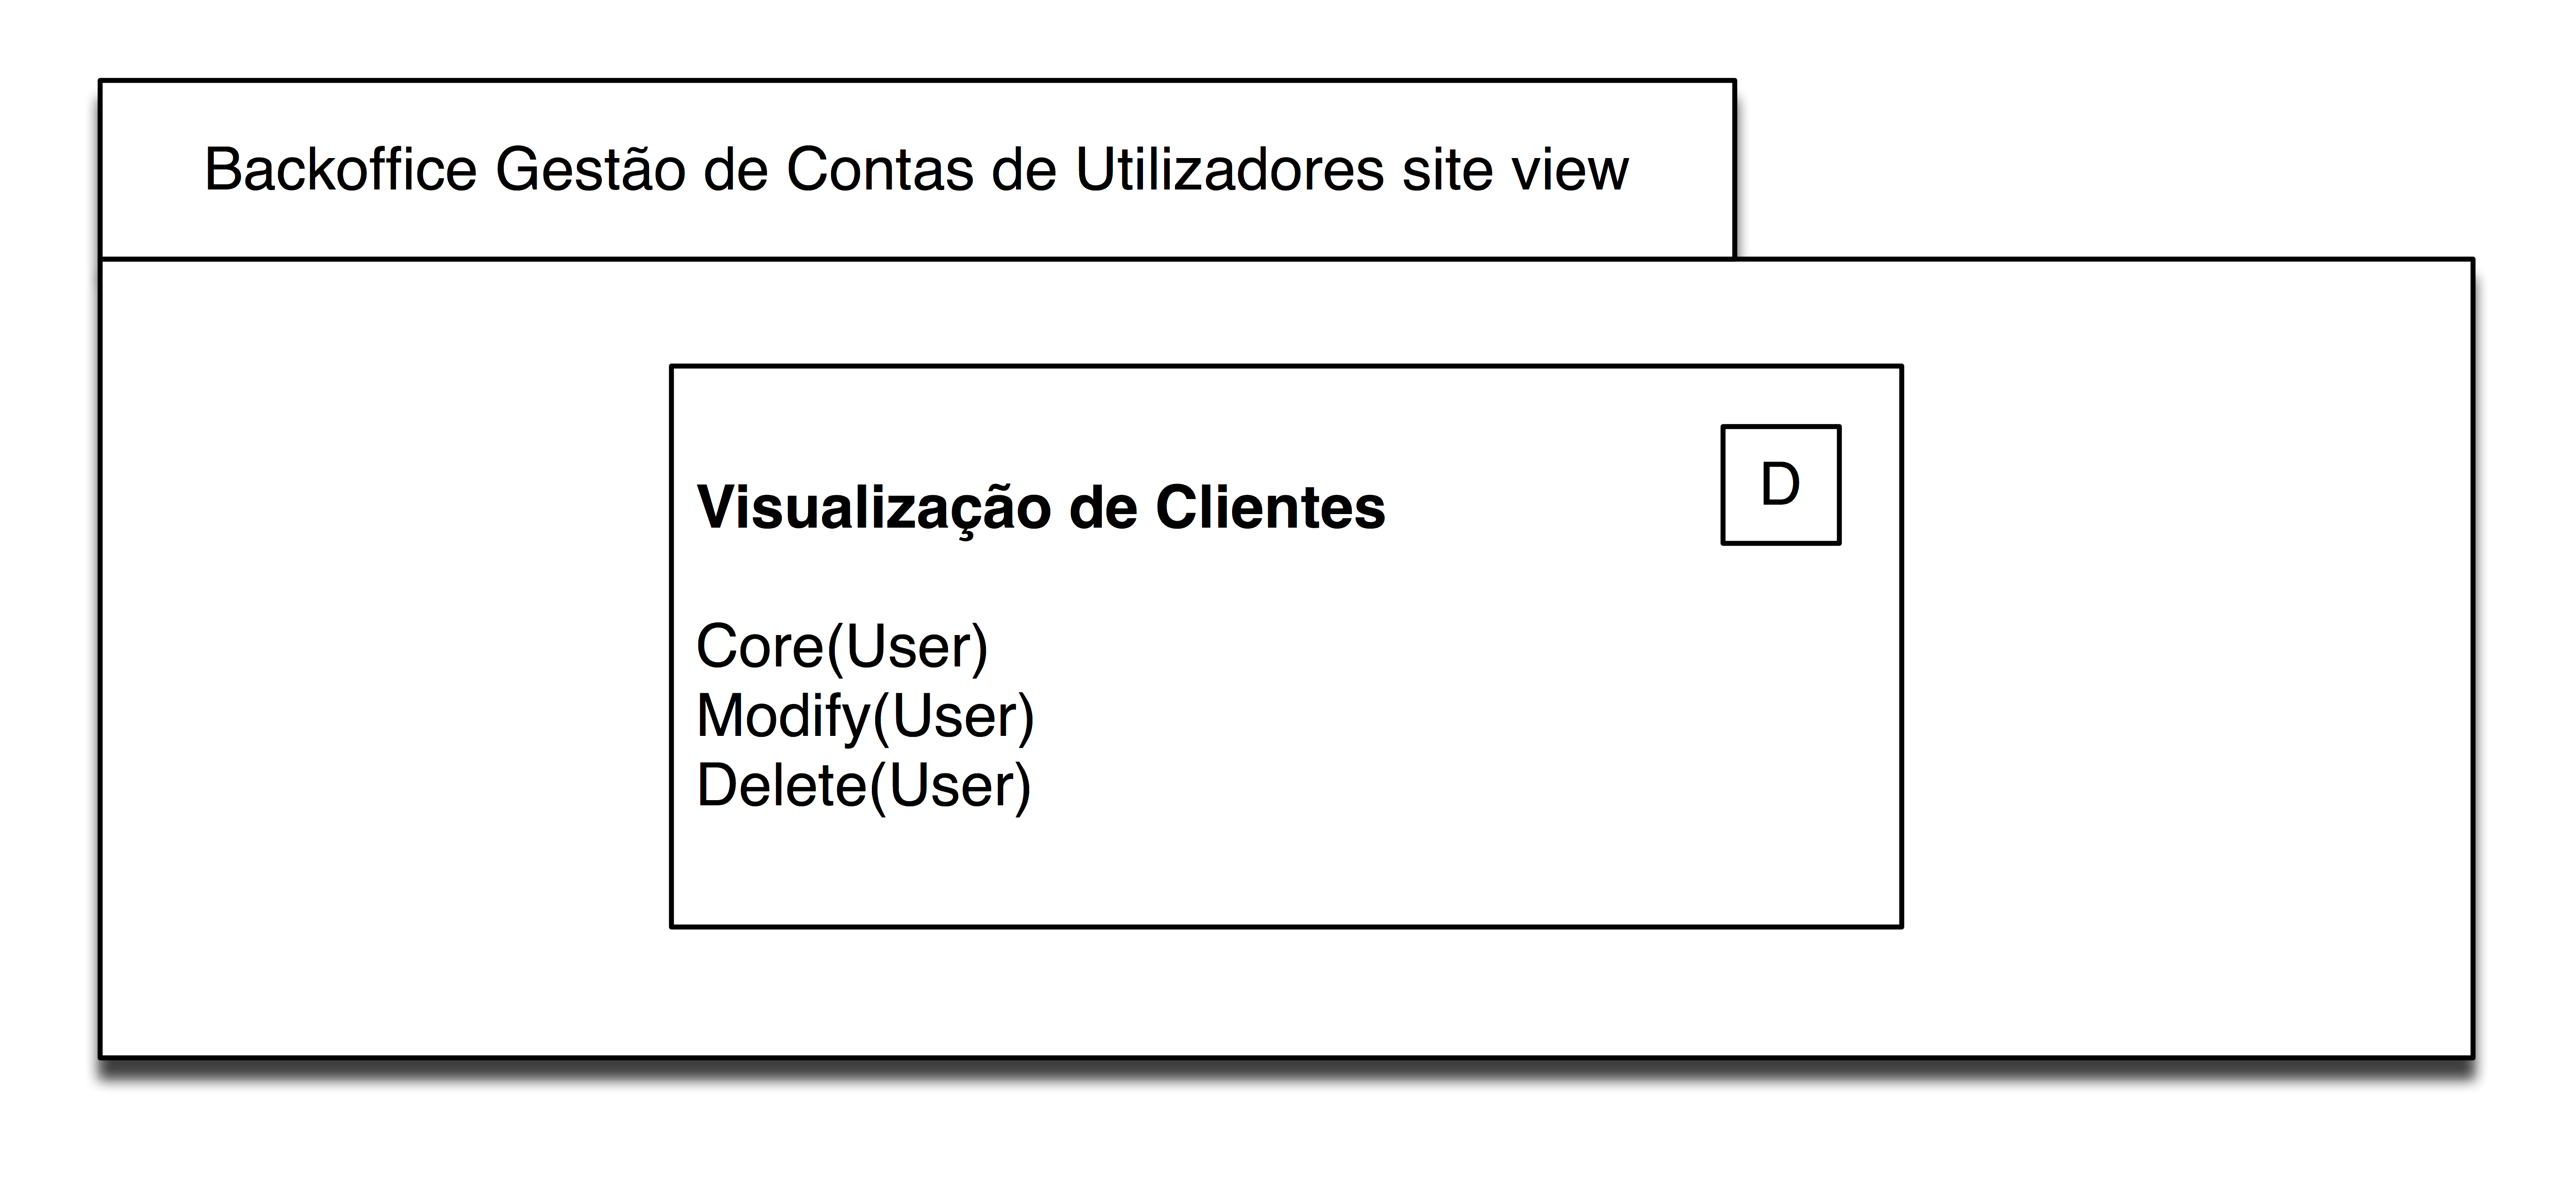 Backoffice Gestão de Contas de Utilizadores site view
D
Visualização de Clientes
Core(User)
Modify(User)
Delete(User)